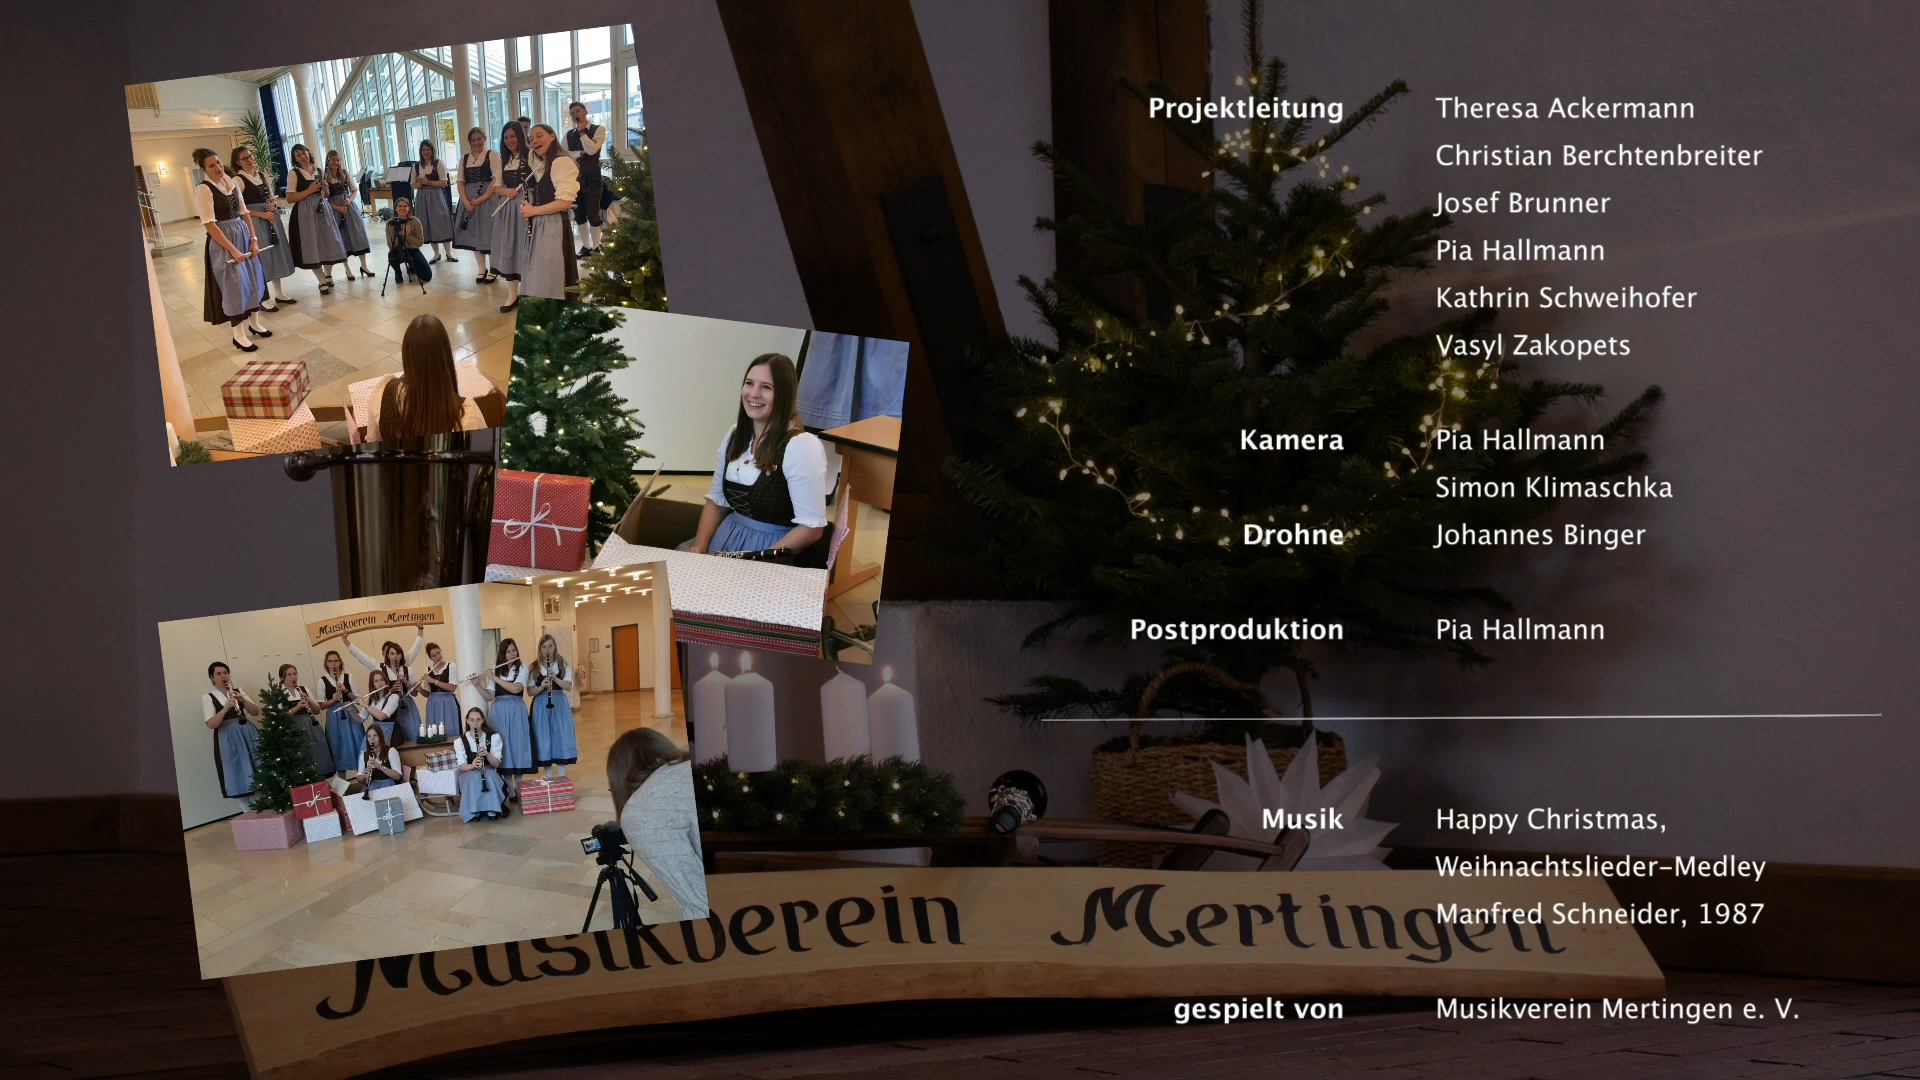 Projektleitung Theresa Ackermann
Christian Berchtenbreiter
Josef Brunner
Pia Hallmann
Kathrin Schweihofer
Vasyl Zakopets
Kamera Pia Hallmann
Simon Klimaschka
Drohne Johannes Binger
Postproduktion Pia Hallmann
Musik Happy Christmas,
Weihnachtslieder-Medley
Manfred Schneider, 1987
gespielt von Musikverein Mertingen e. V.
Musikverein Mertingen
Musikverein Mertingen